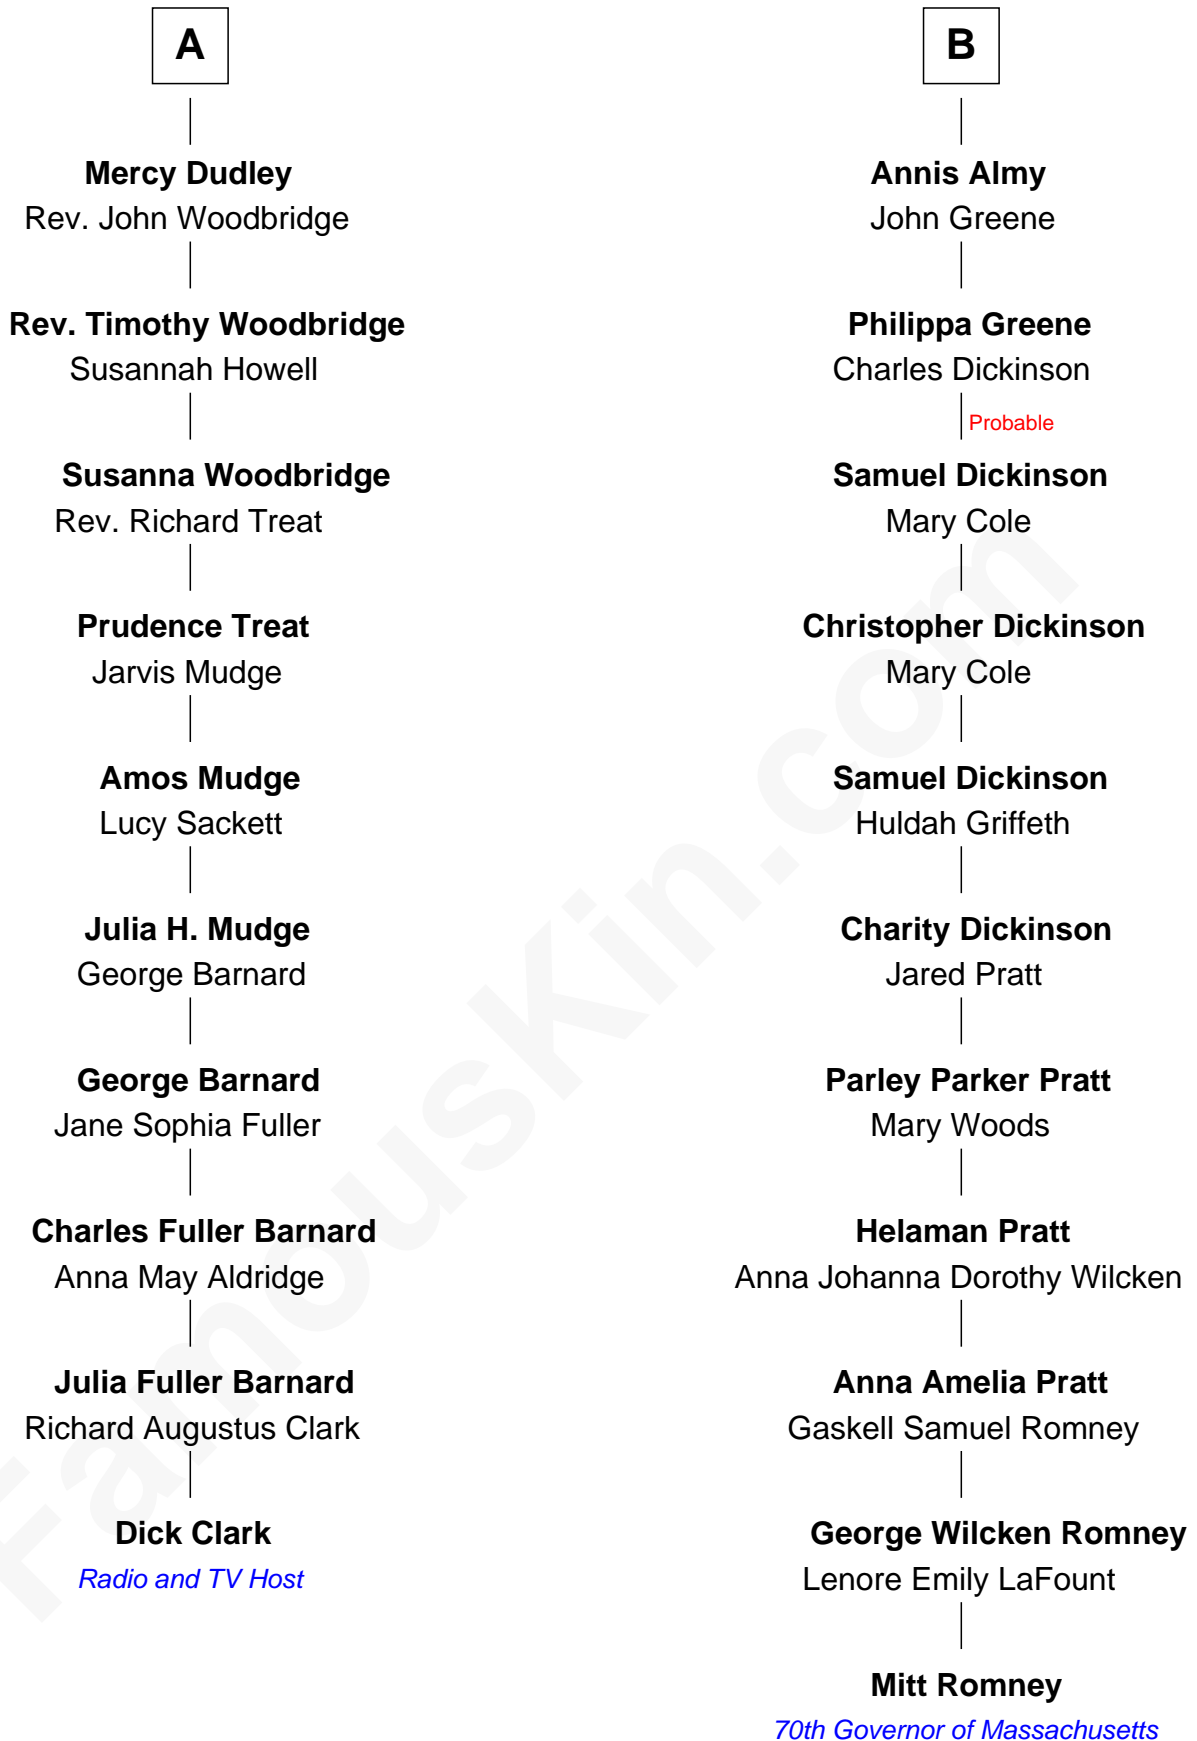 A
Mercy Dudley
Rev. John Woodbridge
Rev. Timothy Woodbridge
Susannah Howell
Susanna Woodbridge
Rev. Richard Treat
Prudence Treat
Jarvis Mudge
Amos Mudge
Lucy Sackett
Julia H. Mudge
George Barnard
George Barnard
Jane Sophia Fuller
Charles Fuller Barnard
Anna May Aldridge
Julia Fuller Barnard
Richard Augustus Clark
Dick Clark
Radio and TV Host
B
Annis Almy
John Greene
Philippa Greene
Charles Dickinson
Probable
Samuel Dickinson
Mary Cole
Christopher Dickinson
Mary Cole
Samuel Dickinson
Huldah Griffeth
Charity Dickinson
Jared Pratt
Parley Parker Pratt
Mary Woods
Helaman Pratt
Anna Johanna Dorothy Wilcken
Anna Amelia Pratt
Gaskell Samuel Romney
George Wilcken Romney
Lenore Emily LaFount
Mitt Romney
70th Governor of Massachusetts
FamousKin.com